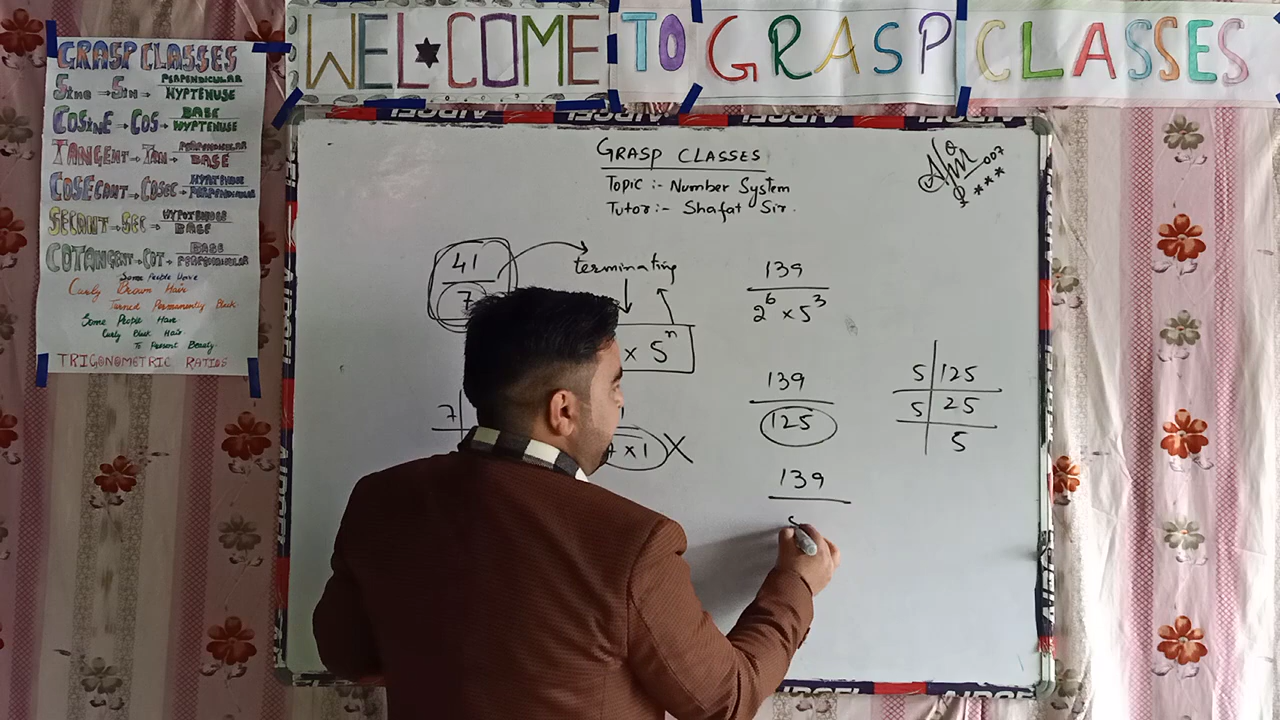 WELCOME TO GRASP CLASSES
GRASP CLASSES
Sine → Sin → PERPENDICULAR
HYPTENUSE
COSINE → COS → BASE
HYPTENUSE
TANGENT → TAN → PERPENDICULAR
BASE
COSECANT → COSEC → HYPOTENUSE
PERPENDICULAR
SECANT → SEC → HYPOTENUSE
BASE
COTANGENT → COT → BASE
PERPENDICULAR
Some People Have
Curly Brown Hair
Turned Permanently Black
Some People Have
Curly Black Hair
To Present Beauty
TRIGONOMETRIC RATIOS
GRASP CLASSES
Topic :- Number System
Tutor :- Shafat Sir.
007
***
41
7
terminating
x 5ⁿ
7
x 1 X
139
2⁶ x 5³
139
125
139
5 | 125
5 | 25
5